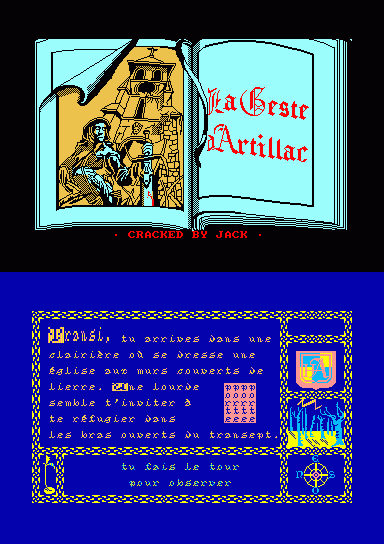 La Geste
d'Artillac
· CRACKED BY JACK ·
Transi, tu arrives dans une
clairière où se dresse une
église aux murs couverts de
lierre. Une lourde porte
semble t'inviter à
te réfugier dans
les bras ouverts du transept.
tu fais le tour
pour observer